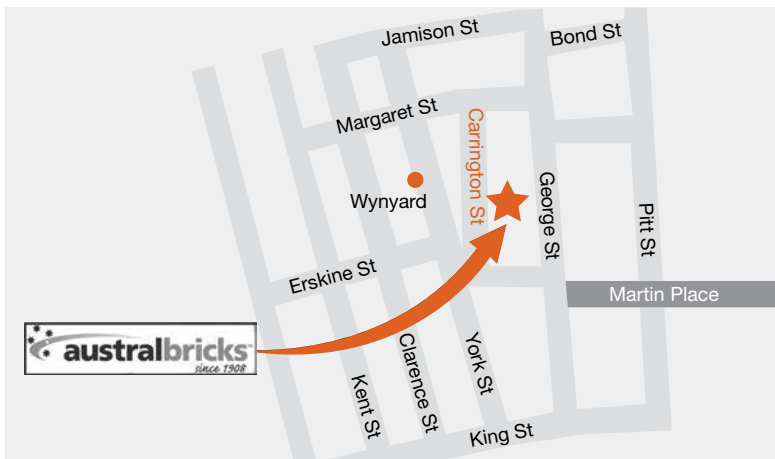 Jamison St
Bond St
Margaret St
Carrington St
Wynyard
George St
Pitt St
Erskine St
Martin Place
australbricks
since 1908
Kent St
Clarence St
York St
King St